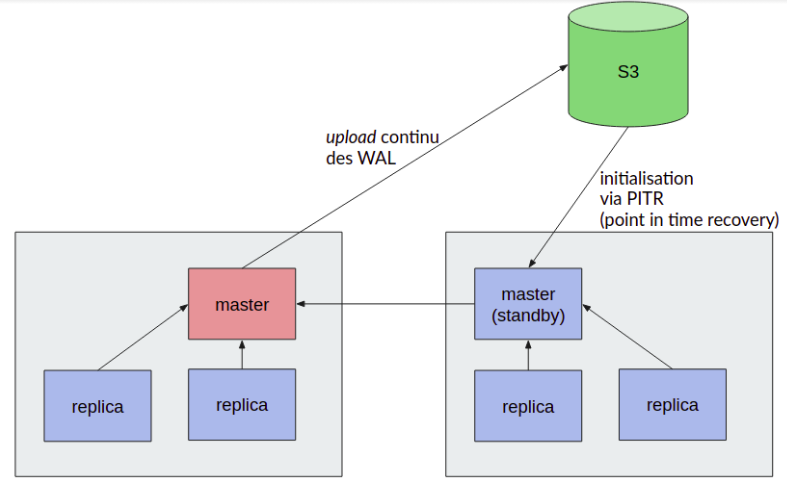 S3
upload continu
des WAL
initialisation
via PITR
(point in time recovery)
master
master
(standby)
replica
replica
replica
replica